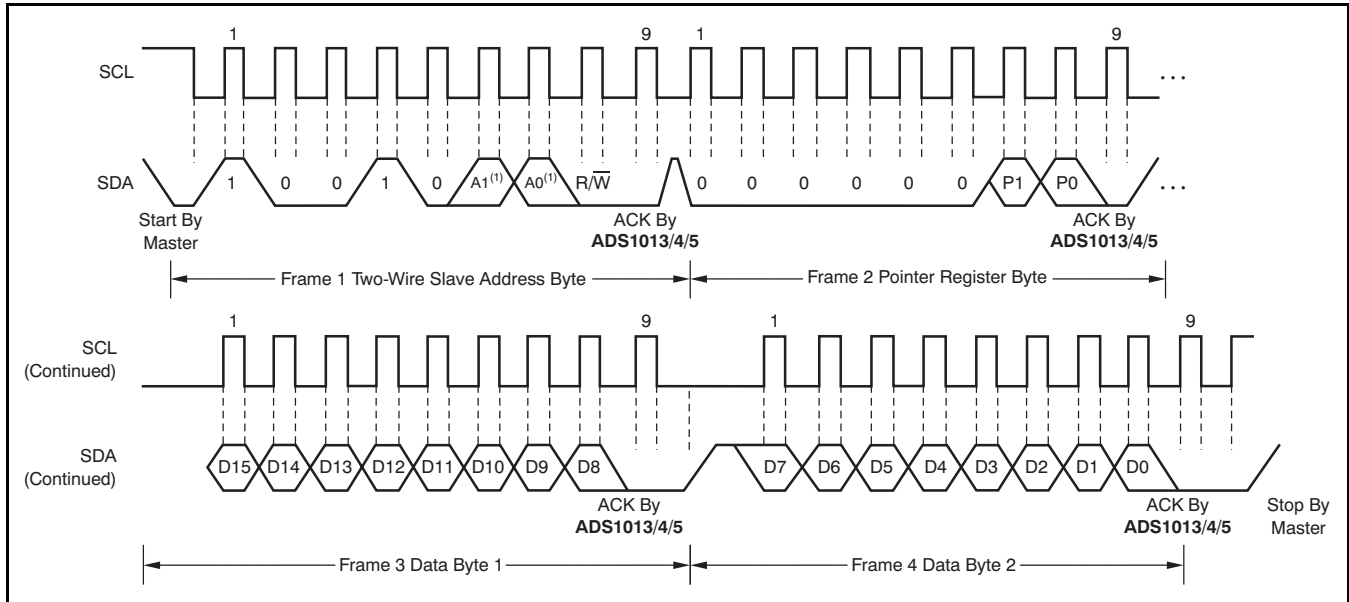 1 9 1 9
SCL ...
SDA 1 0 0 1 0 A1(1) A0(1) R/W̅ 0 0 0 0 0 0 P1 P0 ...
Start By Master
ACK By ADS1013/4/5
ACK By ADS1013/4/5
Frame 1 Two-Wire Slave Address Byte
Frame 2 Pointer Register Byte
1 9 1 9
SCL
(Continued)
SDA
(Continued)
D15 D14 D13 D12 D11 D10 D9 D8 D7 D6 D5 D4 D3 D2 D1 D0
ACK By
ADS1013/4/5
ACK By
ADS1013/4/5
Stop By
Master
Frame 3 Data Byte 1
Frame 4 Data Byte 2